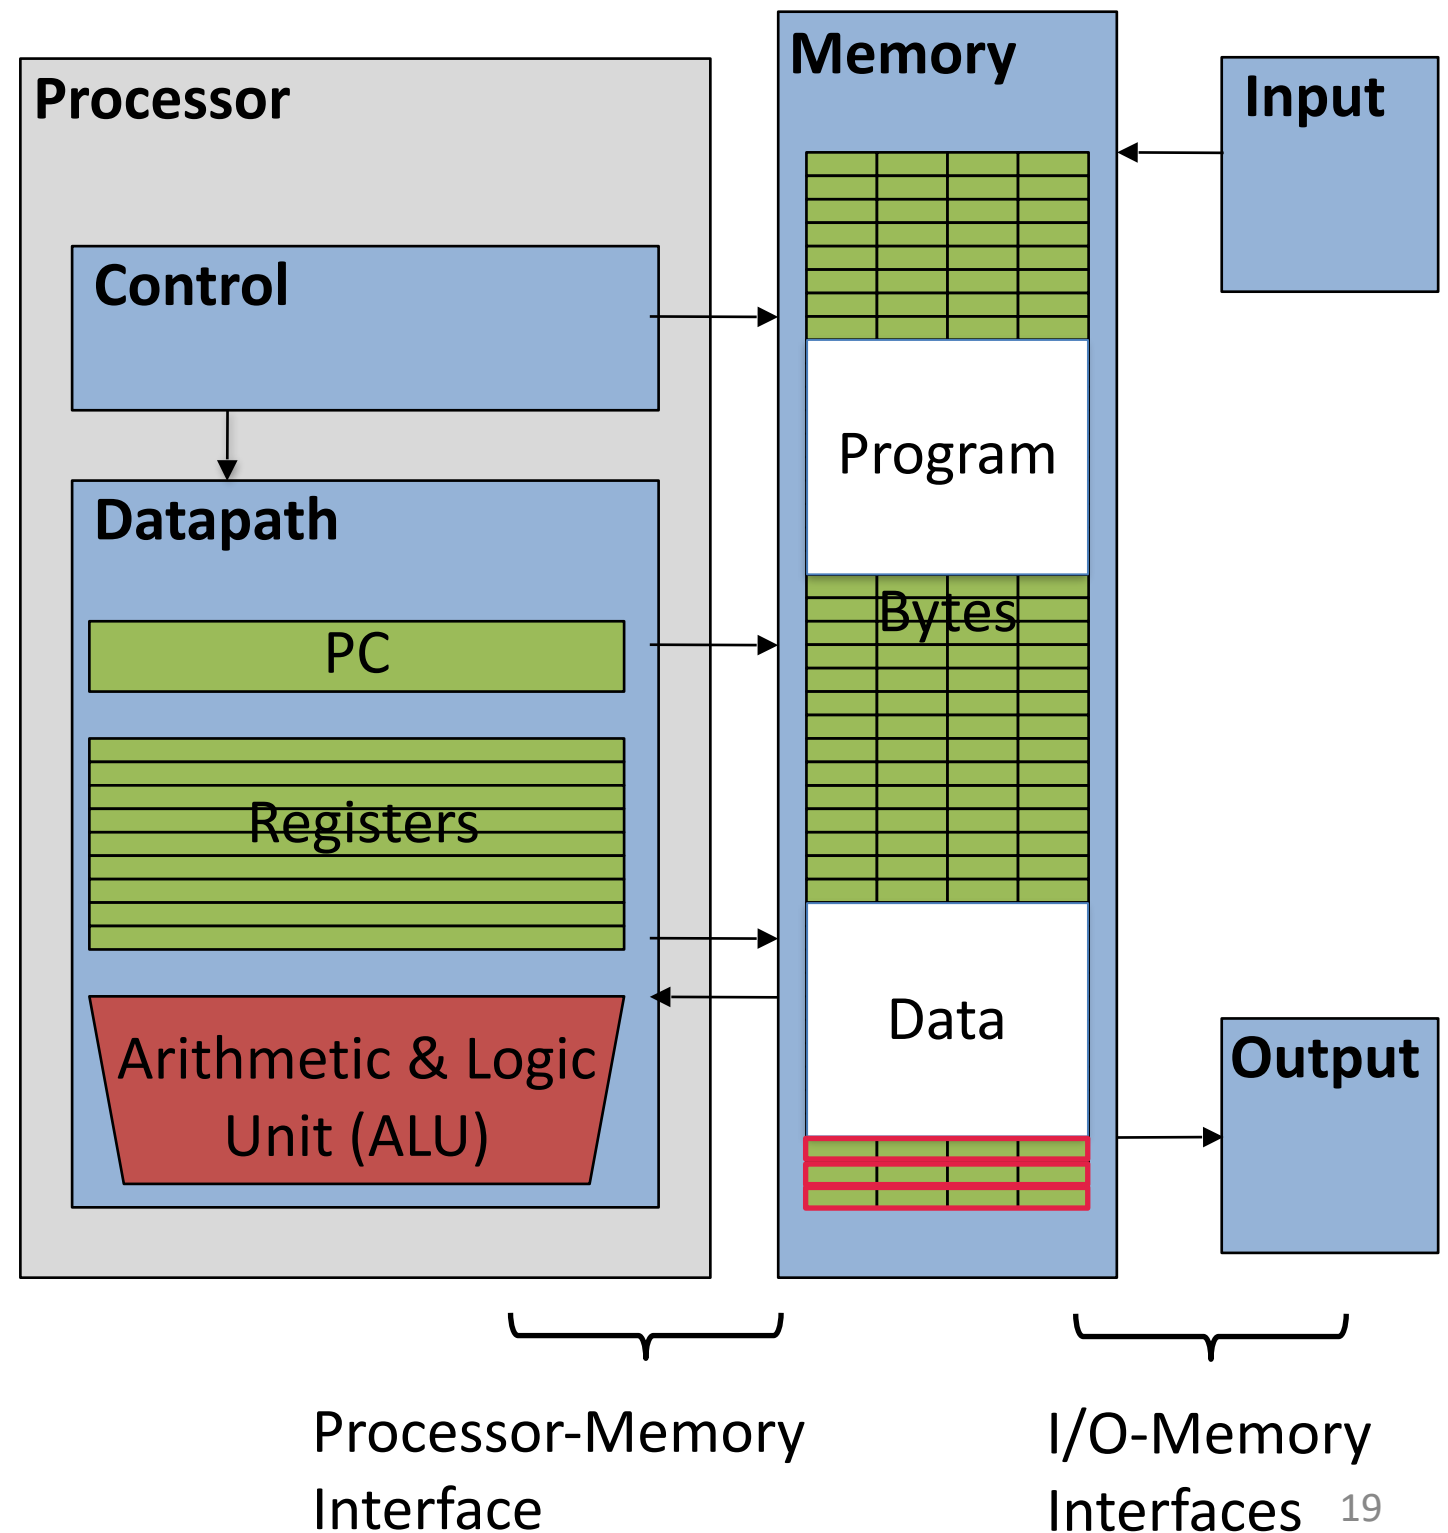 Processor
Control
Datapath
PC
Registers
Arithmetic & Logic
Unit (ALU)
Memory
Program
Bytes
Data
Input
Output
Processor-Memory
Interface
I/O-Memory
Interfaces
19